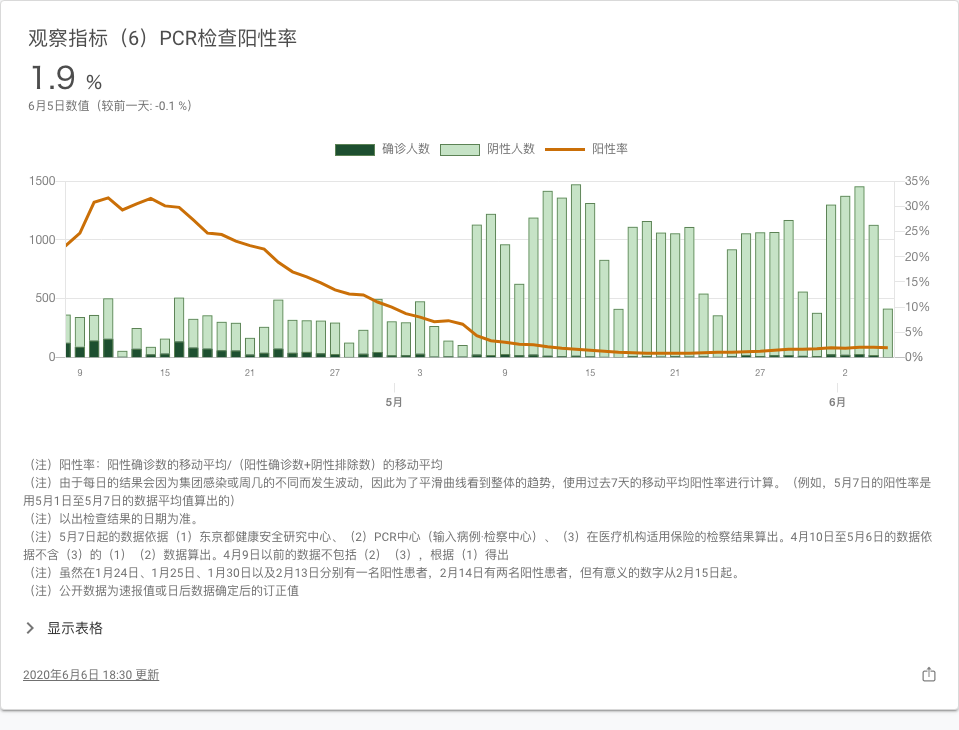 观察指标（6）PCR检查阳性率
1.9 %
6月5日数值（较前一天: -0.1 %）
确诊人数 阴性人数 阳性率
1500 35%
30%
1000 25%
20%
15%
500 10%
5%
0 0%
9 15 21 27 3 9 15 21 27 2
5月 6月
（注）阳性率：阳性确诊数的移动平均/（阳性确诊数+阴性排除数）的移动平均
（注）由于每日的结果会因为集团感染或周几的不同而发生波动，因此为了平滑曲线看到整体的趋势，使用过去7天的移动平均阳性率进行计算。（例如，5月7日的阳性率是
用5月1日至5月7日的数据平均值算出的）
（注）以出检查结果的日期为准。
（注）5月7日起的数据依据（1）东京都健康安全研究中心、（2）PCR中心（输入病例·检察中心）、（3）在医疗机构适用保险的检察结果算出。4月10日至5月6日的数据依
据不含（3）的（1）（2）数据算出。4月9日以前的数据不包括（2）（3），根据（1）得出
（注）虽然在1月24日、1月25日、1月30日以及2月13日分别有一名阳性患者，2月14日有两名阳性患者，但有意义的数字从2月15日起。
（注）公开数据为速报值或日后数据确定后的订正值
显示表格
2020年6月6日 18:30 更新